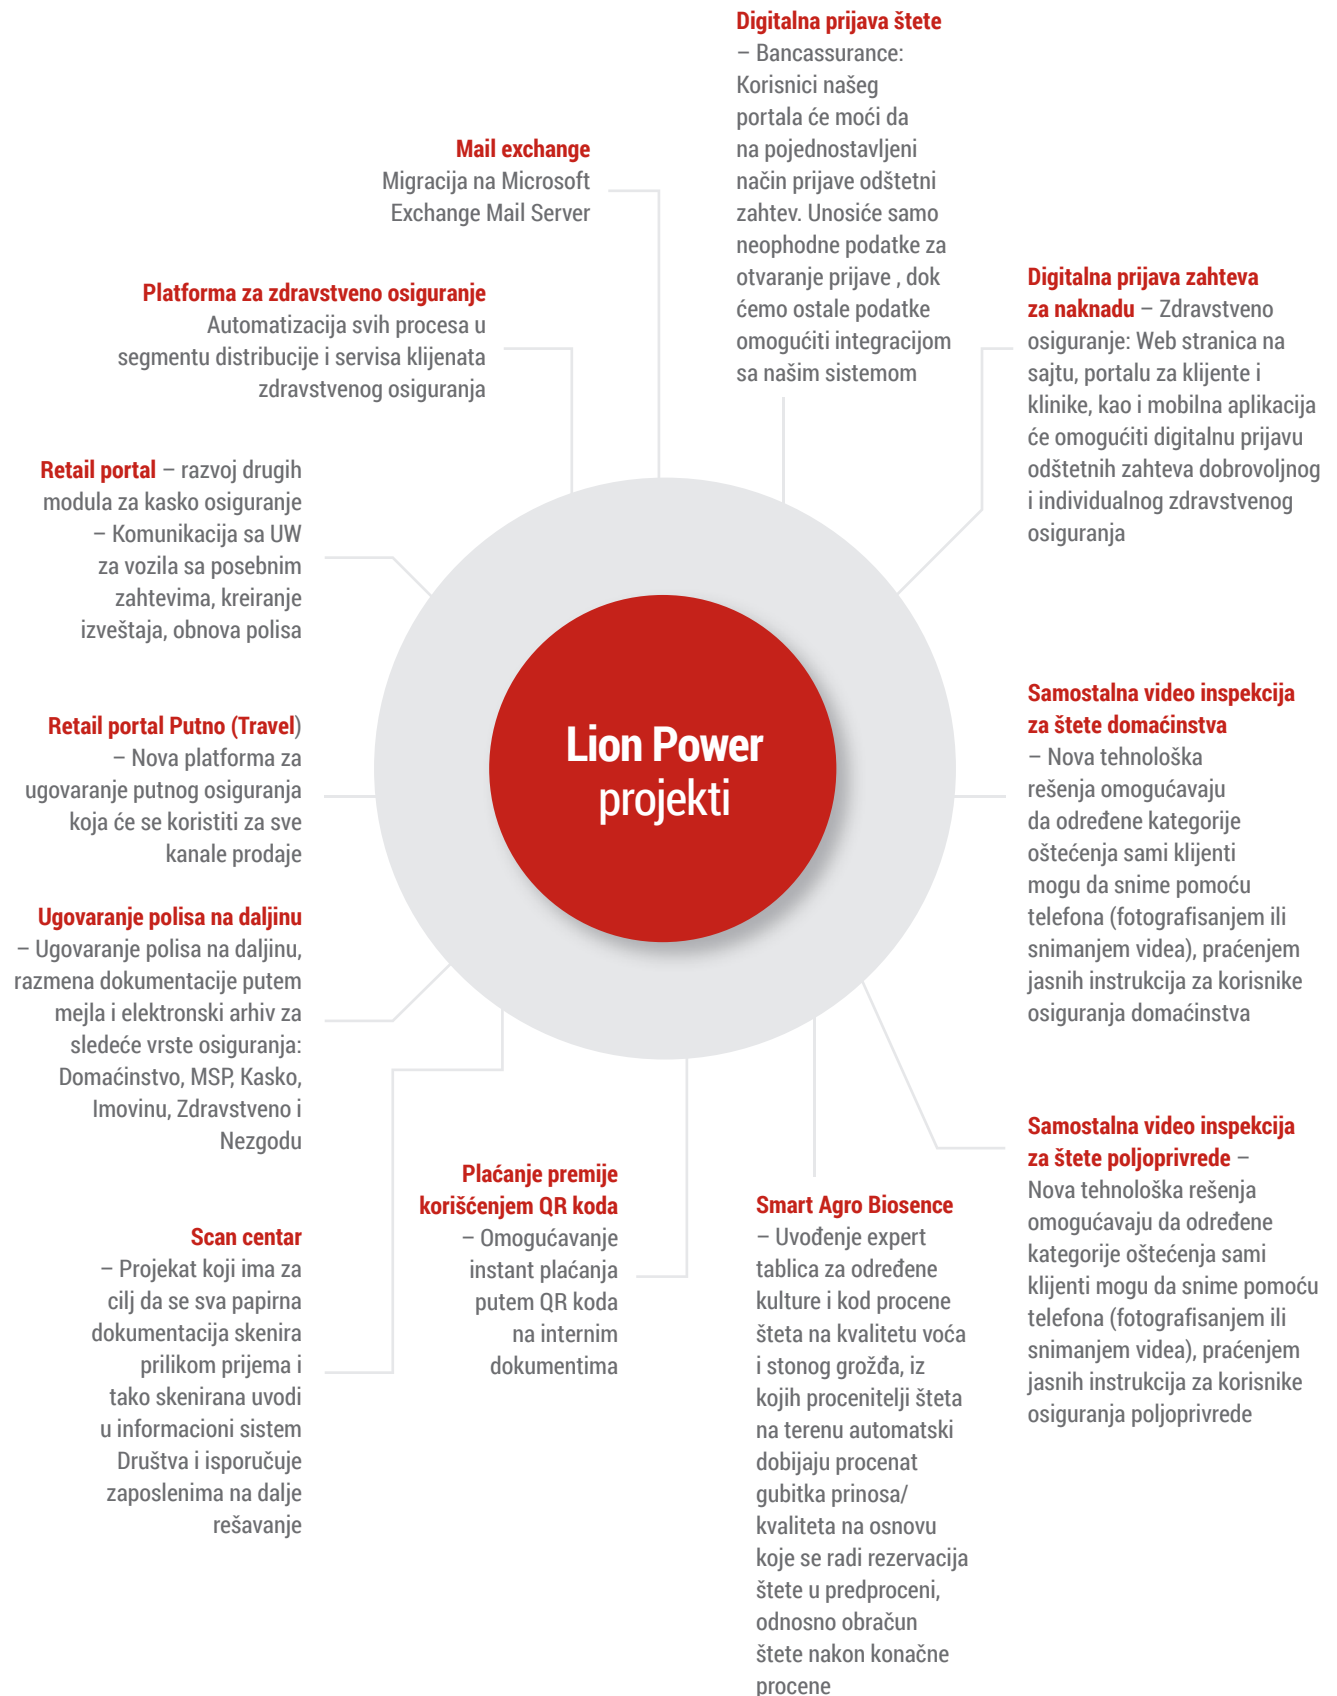 Digitalna prijava štete
– Bancassurance:
Korisnici našeg
portala će moći da
na pojednostavljeni
način prijave odštetni
zahtev. Unosiće samo
neophodne podatke za
otvaranje prijave , dok
ćemo ostale podatke
omogućiti integracijom
sa našim sistemom
Mail exchange
Migracija na Microsoft
Exchange Mail Server
Platforma za zdravstveno osiguranje
Automatizacija svih procesa u
segmentu distribucije i servisa klijenata
zdravstvenog osiguranja
Digitalna prijava zahteva
za naknadu – Zdravstveno
osiguranje: Web stranica na
sajtu, portalu za klijente i
klinike, kao i mobilna aplikacija
će omogućiti digitalnu prijavu
odštetnih zahteva dobrovoljnog
i individualnog zdravstvenog
osiguranja
Retail portal – razvoj drugih
modula za kasko osiguranje
– Komunikacija sa UW
za vozila sa posebnim
zahtevima, kreiranje
izveštaja, obnova polisa
Lion Power
projekti
Retail portal Putno (Travel)
– Nova platforma za
ugovaranje putnog osiguranja
koja će se koristiti za sve
kanale prodaje
Samostalna video inspekcija
za štete domaćinstva
– Nova tehnološka
rešenja omogućavaju
da određene kategorije
oštećenja sami klijenti
mogu da snime pomoću
telefona (fotografisanjem ili
snimanjem videa), praćenjem
jasnih instrukcija za korisnike
osiguranja domaćinstva
Ugovaranje polisa na daljinu
– Ugovaranje polisa na daljinu,
razmena dokumentacije putem
mejla i elektronski arhiv za
sledeće vrste osiguranja:
Domaćinstvo, MSP, Kasko,
Imovinu, Zdravstveno i
Nezgodu
Samostalna video inspekcija
za štete poljoprivrede –
Nova tehnološka rešenja
omogućavaju da određene
kategorije oštećenja sami
klijenti mogu da snime pomoću
telefona (fotografisanjem ili
snimanjem videa), praćenjem
jasnih instrukcija za korisnike
osiguranja poljoprivrede
Scan centar
– Projekat koji ima za
cilj da se sva papirna
dokumentacija skenira
prilikom prijema i
tako skenirana uvodi
u informacioni sistem
Društva i isporučuje
zaposlenima na dalje
rešavanje
Plaćanje premije
korišćenjem QR koda
– Omogućavanje
instant plaćanja
putem QR koda
na internim
dokumentima
Smart Agro Biosence
– Uvođenje expert
tablica za određene
kulture i kod procene
šteta na kvalitetu voća
i stonog grožđa, iz
kojih procenitelji šteta
na terenu automatski
dobijaju procenat
gubitka prinosa/
kvaliteta na osnovu
koje se radi rezervacija
štete u predproceni,
odnosno obračun
štete nakon konačne
procene